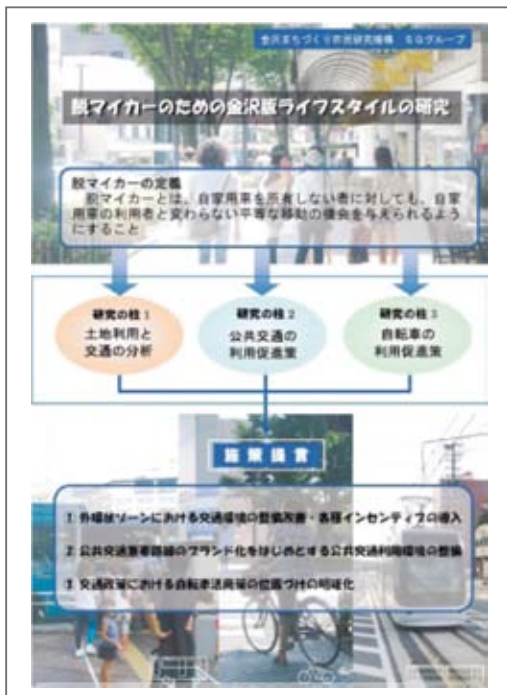 金沢まちづくり市民研究機構 SGグループ
脱マイカーのための金沢版ライフスタイルの研究
脱マイカーの定義
脱マイカーとは、自家用車を所有しない者に対しても、自家
用車の利用者と変わらない平等な移動の機会を与えられるよう
にすること
研究の柱1
土地利用と
交通の分析
研究の柱2
公共交通の
利用促進策
研究の柱3
自転車の
利用促進策
施策提言
1 外環状ゾーンにおける交通環境の整備改善・各種インセンティブの導入
2 公共交通重要路線のブランド化をはじめとする公共交通利用環境の整備
3 交通政策における自転車活用策の位置づけの明確化